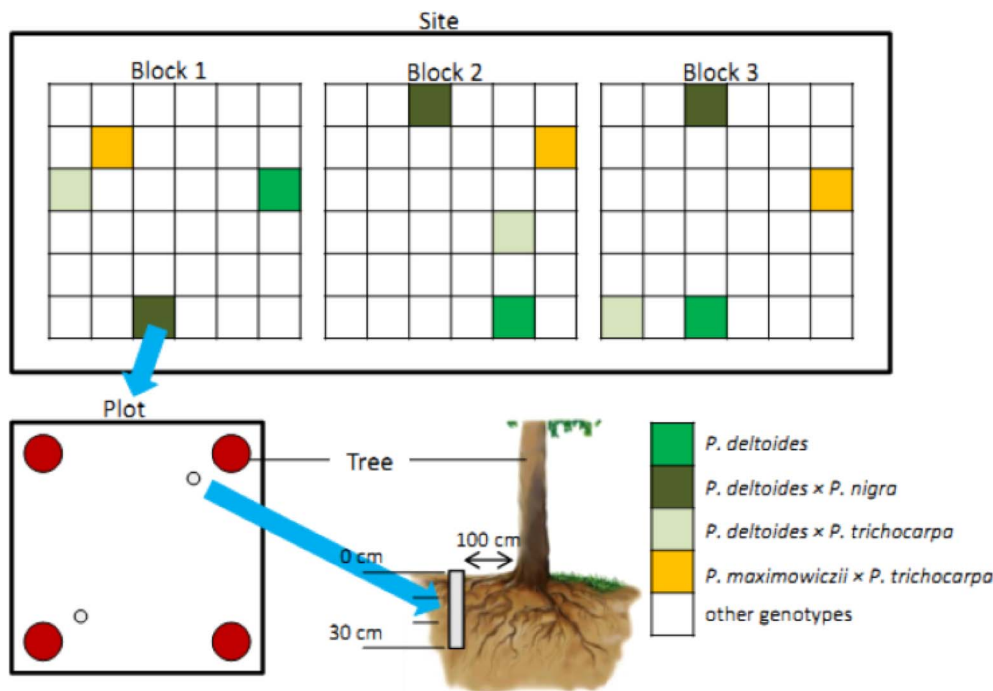 Site
Block 1
Block 2
Block 3
Plot
Tree
100 cm
0 cm
30 cm
P. deltoides
P. deltoides × P. nigra
P. deltoides × P. trichocarpa
P. maximowiczii × P. trichocarpa
other genotypes